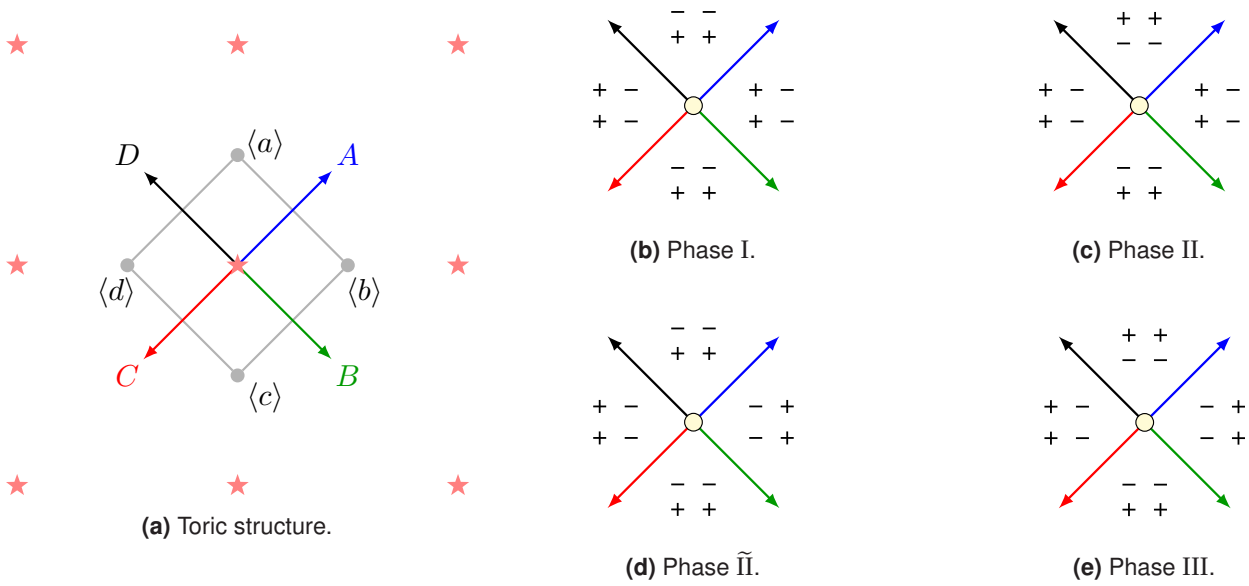 ⟨a⟩
D A
⟨d⟩ ⟨b⟩
C B
⟨c⟩
(a) Toric structure.
− −
+ +
+ − + −
+ − + −
− −
+ +
(b) Phase I.
+ +
− −
+ − + −
+ − + −
− −
+ +
(c) Phase II.
− −
+ +
+ − − +
+ − − +
− −
+ +
(d) Phase ĨI.
+ +
− −
+ − − +
+ − − +
− −
+ +
(e) Phase III.